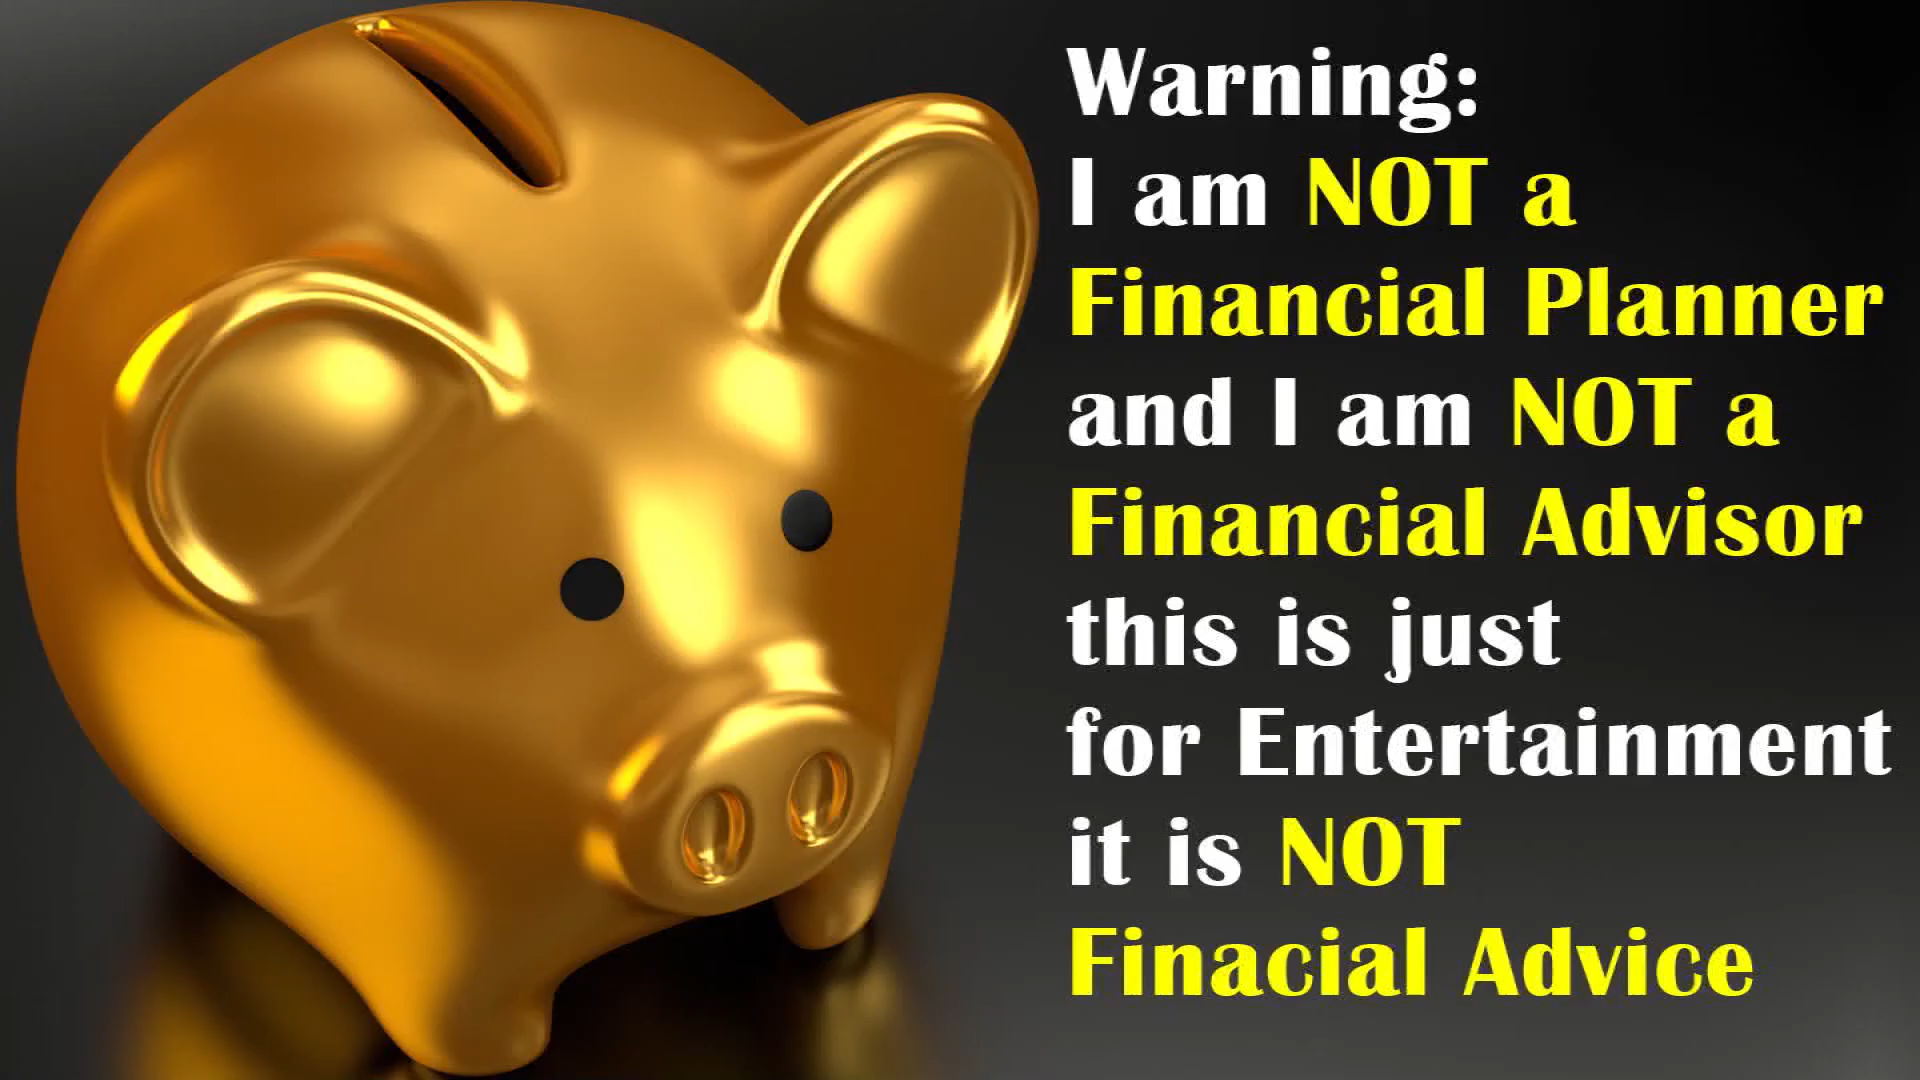 Warning:
I am NOT a
Financial Planner
and I am NOT a
Financial Advisor
this is just
for Entertainment
it is NOT
Finacial Advice